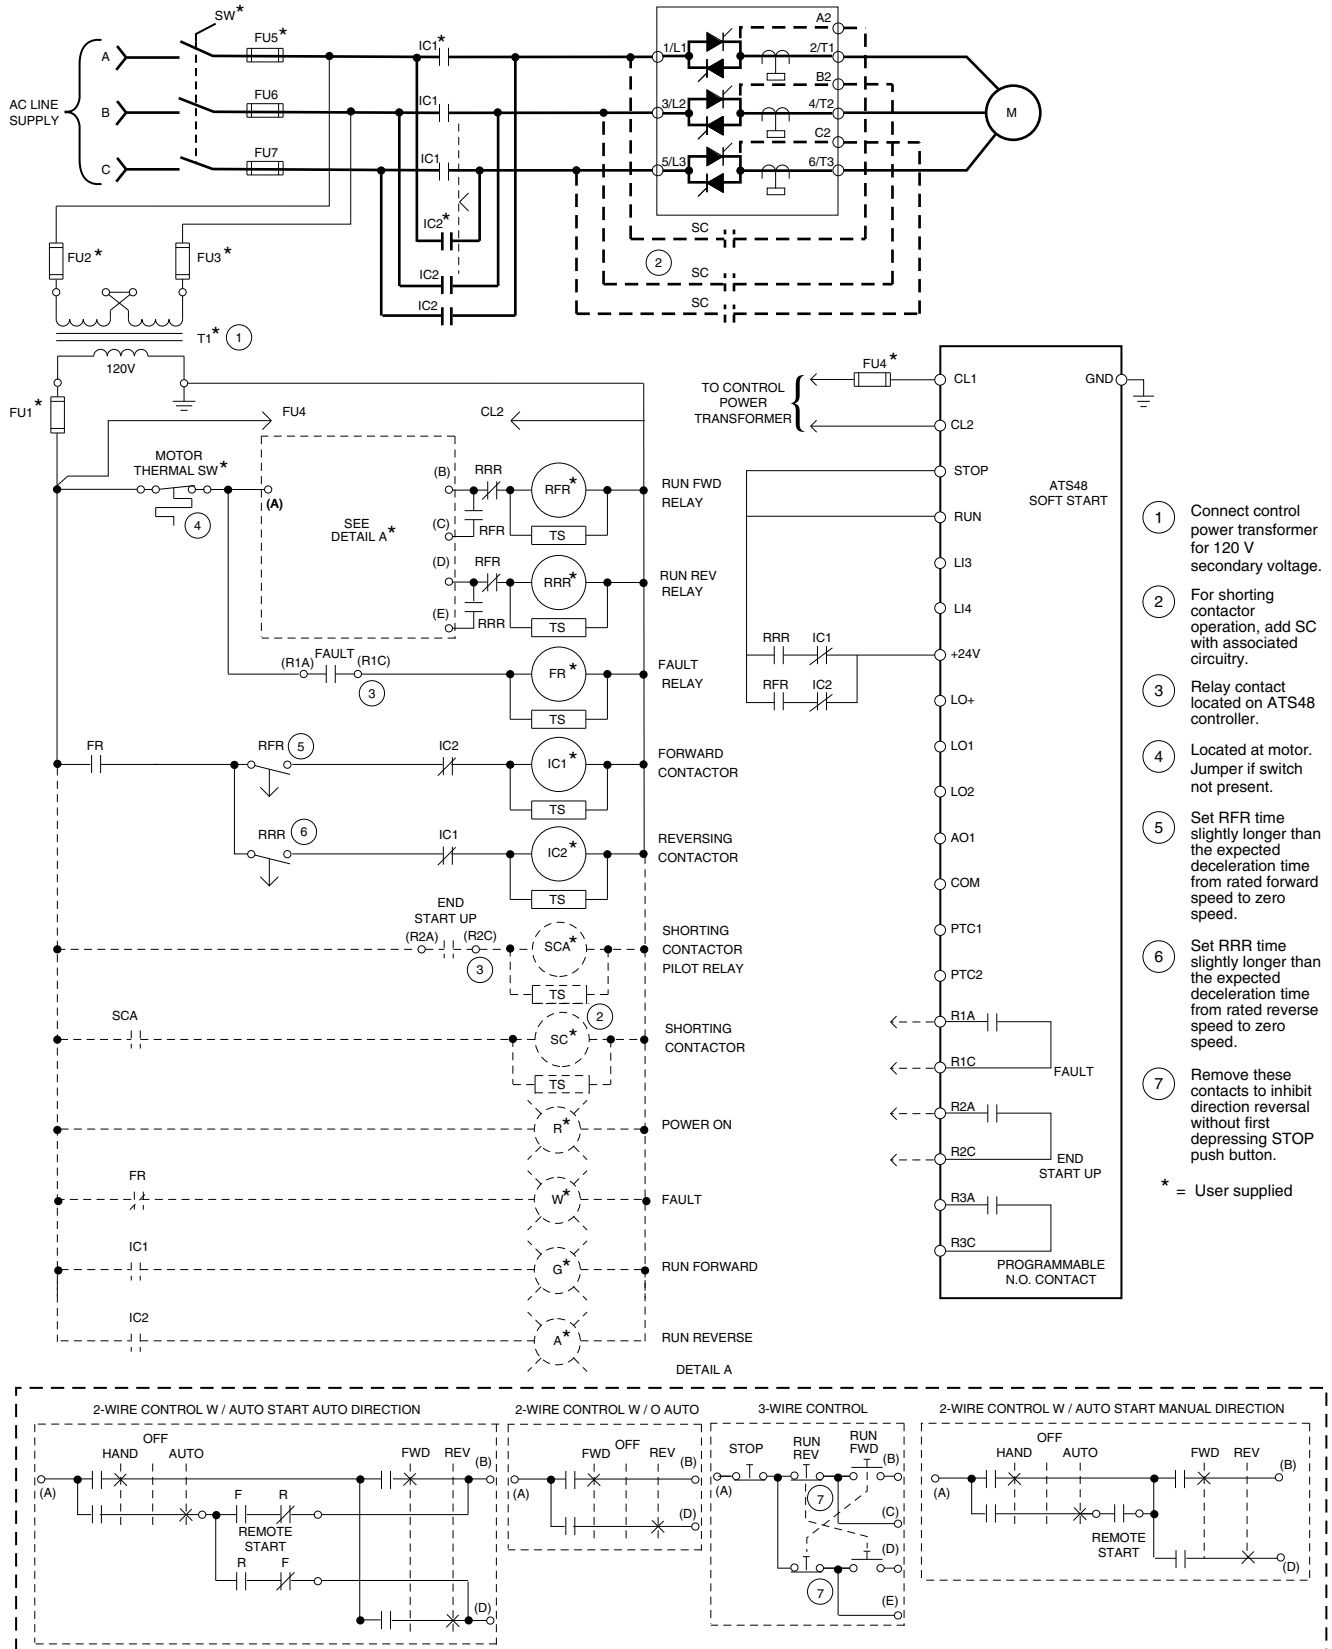 SW*
A
B
C
AC LINE
SUPPLY
FU5*
FU6
FU7
IC1*
IC1
IC1
IC2*
IC2
IC2
A2
1/L1
2/T1
B2
3/L2
4/T2
C2
5/L3
6/T3
M
SC
2
SC
SC
FU2*
FU3*
T1*
1
120V
FU1*
FU4
CL2
MOTOR
THERMAL SW*
4
(A)
SEE
DETAIL A*
(B)
RRR
RFR*
RUN FWD
RELAY
(C)
RFR
TS
(D)
RFR
RRR*
RUN REV
RELAY
(E)
RRR
TS
(R1A)
FAULT
(R1C)
3
FR*
FAULT
RELAY
TS
FR
RFR
5
IC2
IC1*
FORWARD
CONTACTOR
TS
RRR
6
IC1
IC2*
REVERSING
CONTACTOR
TS
END
START UP
(R2A)
(R2C)
3
SCA*
SHORTING
CONTACTOR
PILOT RELAY
TS
2
SCA
SC*
SHORTING
CONTACTOR
TS
R*
POWER ON
FR
W*
FAULT
IC1
G*
RUN FORWARD
IC2
A*
RUN REVERSE
TO CONTROL
POWER
TRANSFORMER
FU4*
CL1
GND
CL2
STOP
ATS48
SOFT START
RUN
LI3
LI4
RRR
IC1
+24V
RFR
IC2
LO+
LO1
LO2
AO1
COM
PTC1
PTC2
R1A
R1C
FAULT
R2A
R2C
END
START UP
R3A
R3C
PROGRAMMABLE
N.O. CONTACT
1 Connect control
power transformer
for 120 V
secondary voltage.
2 For shorting
contactor
operation, add SC
with associated
circuitry.
3 Relay contact
located on ATS48
controller.
4 Located at motor.
Jumper if switch
not present.
5 Set RFR time
slightly longer than
the expected
deceleration time
from rated forward
speed to zero
speed.
6 Set RRR time
slightly longer than
the expected
deceleration time
from rated reverse
speed to zero
speed.
7 Remove these
contacts to inhibit
direction reversal
without first
depressing STOP
push button.
* = User supplied
DETAIL A
2-WIRE CONTROL W / AUTO START AUTO DIRECTION
OFF
HAND
AUTO
FWD
REV
(B)
(A)
F
R
REMOTE
START
R
F
(D)
2-WIRE CONTROL W / O AUTO
OFF
FWD
REV
(B)
(A)
(D)
3-WIRE CONTROL
STOP
RUN
REV
RUN
FWD
(B)
(A)
7
(C)
(D)
7
(E)
2-WIRE CONTROL W / AUTO START MANUAL DIRECTION
OFF
HAND
AUTO
FWD
REV
(B)
(A)
REMOTE
START
(D)